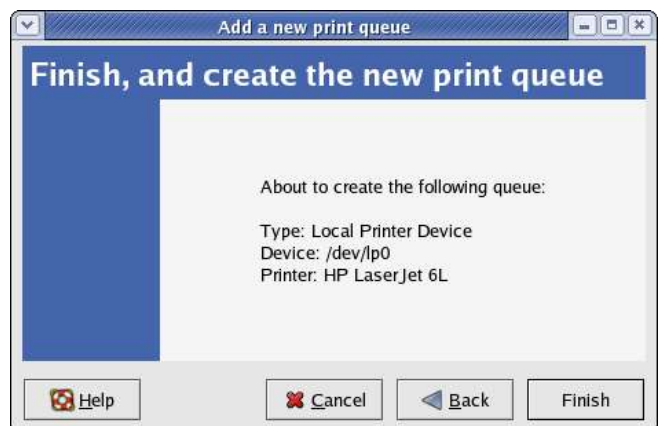 Add a new print queue
Finish, and create the new print queue
About to create the following queue:
Type: Local Printer Device
Device: /dev/lp0
Printer: HP LaserJet 6L
Help
Cancel
Back
Finish